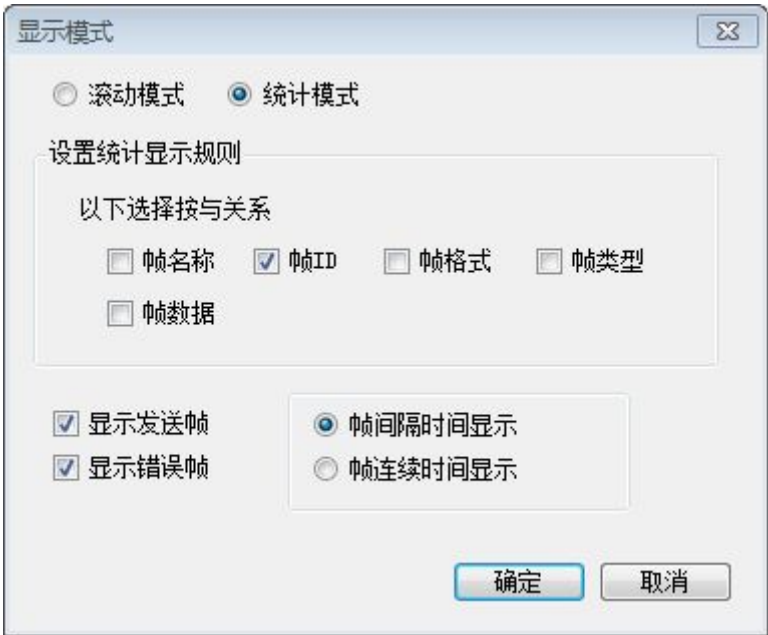 显示模式
滚动模式 统计模式
设置统计显示规则
以下选择按与关系
帧名称 帧ID 帧格式 帧类型
帧数据
显示发送帧 帧间隔时间显示
显示错误帧 帧连续时间显示
确定 取消